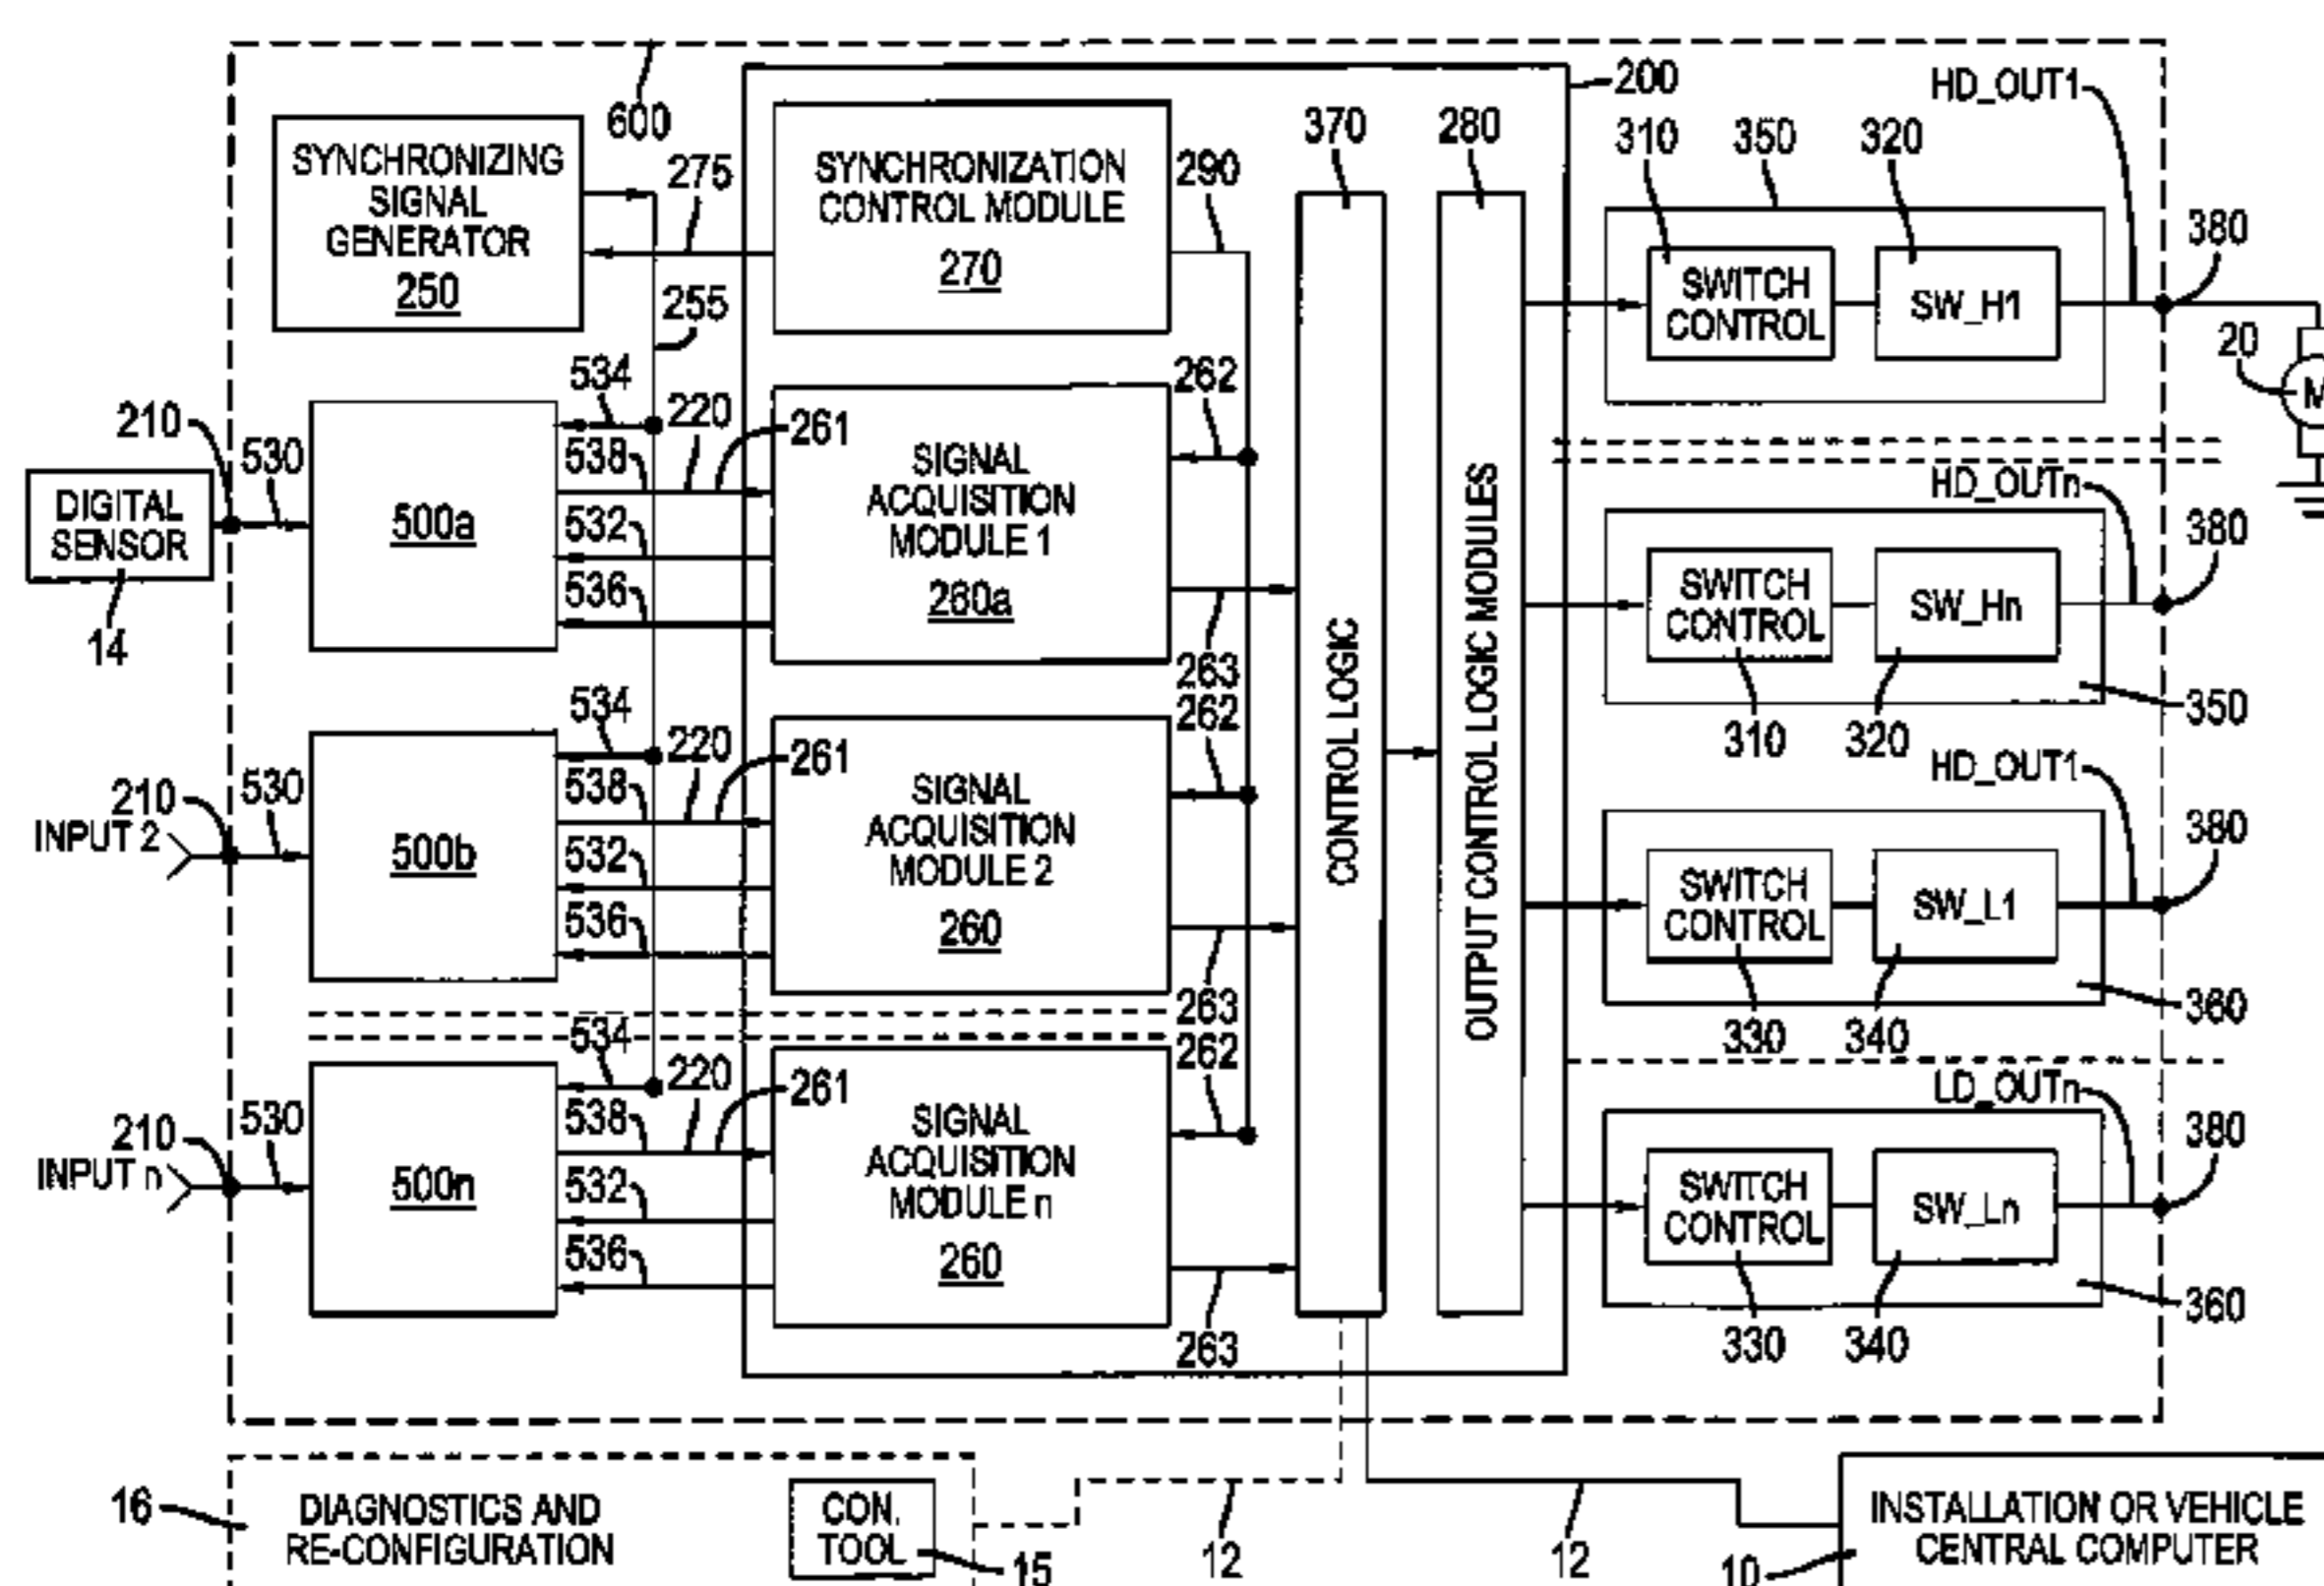 600
200
HD_OUT1
SYNCHRONIZING
SIGNAL
GENERATOR
250
275
SYNCHRONIZATION
CONTROL MODULE
270
290
370
280
310
350
320
SWITCH
CONTROL
SW_H1
380
20
255
534
220
261
262
210
530
538
DIGITAL
SENSOR
14
500a
532
536
SIGNAL
ACQUISITION
MODULE 1
260a
263
HD_OUTn
SWITCH
CONTROL
SW_Hn
380
310
320
350
CONTROL LOGIC
OUTPUT CONTROL LOGIC MODULES
534
220
261
262
210
INPUT 2
530
538
500b
532
536
SIGNAL
ACQUISITION
MODULE 2
260
263
HD_OUT1
SWITCH
CONTROL
SW_L1
380
330
340
360
534
220
261
262
210
INPUT n
530
538
500n
532
536
SIGNAL
ACQUISITION
MODULE n
260
263
LD_OUTn
SWITCH
CONTROL
SW_Ln
380
330
340
360
16
DIAGNOSTICS AND
RE-CONFIGURATION
CON.
TOOL
15
12
12
10
INSTALLATION OR VEHICLE
CENTRAL COMPUTER